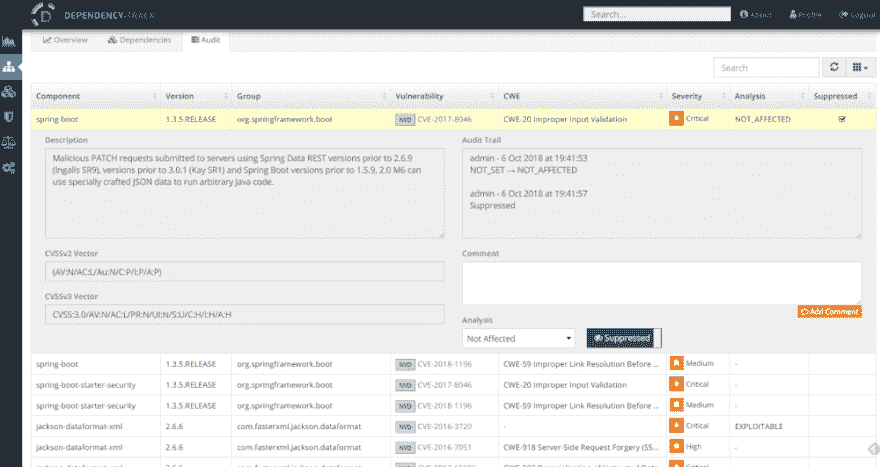 DEPENDENCY-TRACK
Search...
About
Profile
Logout
Overview
Dependencies
Audit
Search
Component Version Group Vulnerability CWE Severity Analysis Suppressed
spring-boot 1.3.5.RELEASE org.springframework.boot NVD CVE-2017-8046 CWE-20 Improper Input Validation Critical NOT_AFFECTED
Description
Malicious PATCH requests submitted to servers using Spring Data REST versions prior to 2.6.9
(Ingalls SR9), versions prior to 3.0.1 (Kay SR1) and Spring Boot versions prior to 1.5.9, 2.0 M6 can
use specially crafted JSON data to run arbitrary Java code.
Audit Trail
admin - 6 Oct 2018 at 19:41:53
NOT_SET → NOT_AFFECTED
admin - 6 Oct 2018 at 19:41:57
Suppressed
CVSSv2 Vector
(AV:N/AC:L/Au:N/C:P/I:P/A:P)
CVSSv3 Vector
CVSS:3.0/AV:N/AC:L/PR:N/UI:N/S:U/C:H/I:H/A:H
Comment
Add Comment
Analysis
Not Affected
Suppressed
spring-boot 1.3.5.RELEASE org.springframework.boot NVD CVE-2018-1196 CWE-59 Improper Link Resolution Before ... Medium -
spring-boot-starter-security 1.3.5.RELEASE org.springframework.boot NVD CVE-2017-8046 CWE-20 Improper Input Validation Critical -
spring-boot-starter-security 1.3.5.RELEASE org.springframework.boot NVD CVE-2018-1196 CWE-59 Improper Link Resolution Before ... Medium -
jackson-dataformat-xml 2.6.6 com.fasterxml.jackson.dataformat NVD CVE-2016-3720 - Critical EXPLOITABLE
jackson-dataformat-xml 2.6.6 com.fasterxml.jackson.dataformat NVD CVE-2016-7051 CWE-918 Server-Side Request Forgery (SS... High -